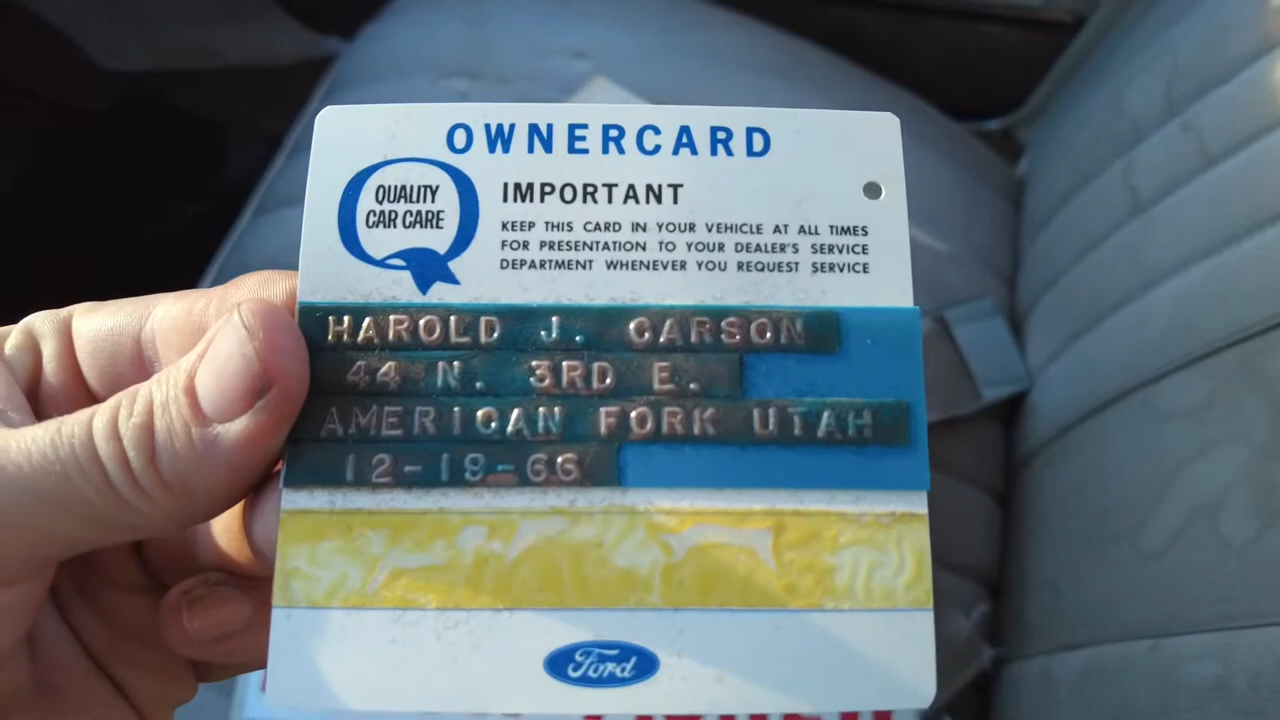 OWNERCARD
QUALITY
CAR CARE
IMPORTANT
KEEP THIS CARD IN YOUR VEHICLE AT ALL TIMES
FOR PRESENTATION TO YOUR DEALER'S SERVICE
DEPARTMENT WHENEVER YOU REQUEST SERVICE
HAROLD J. CARSON
44 N. 3RD E.
AMERICAN FORK UTAH
12-18-66
Ford